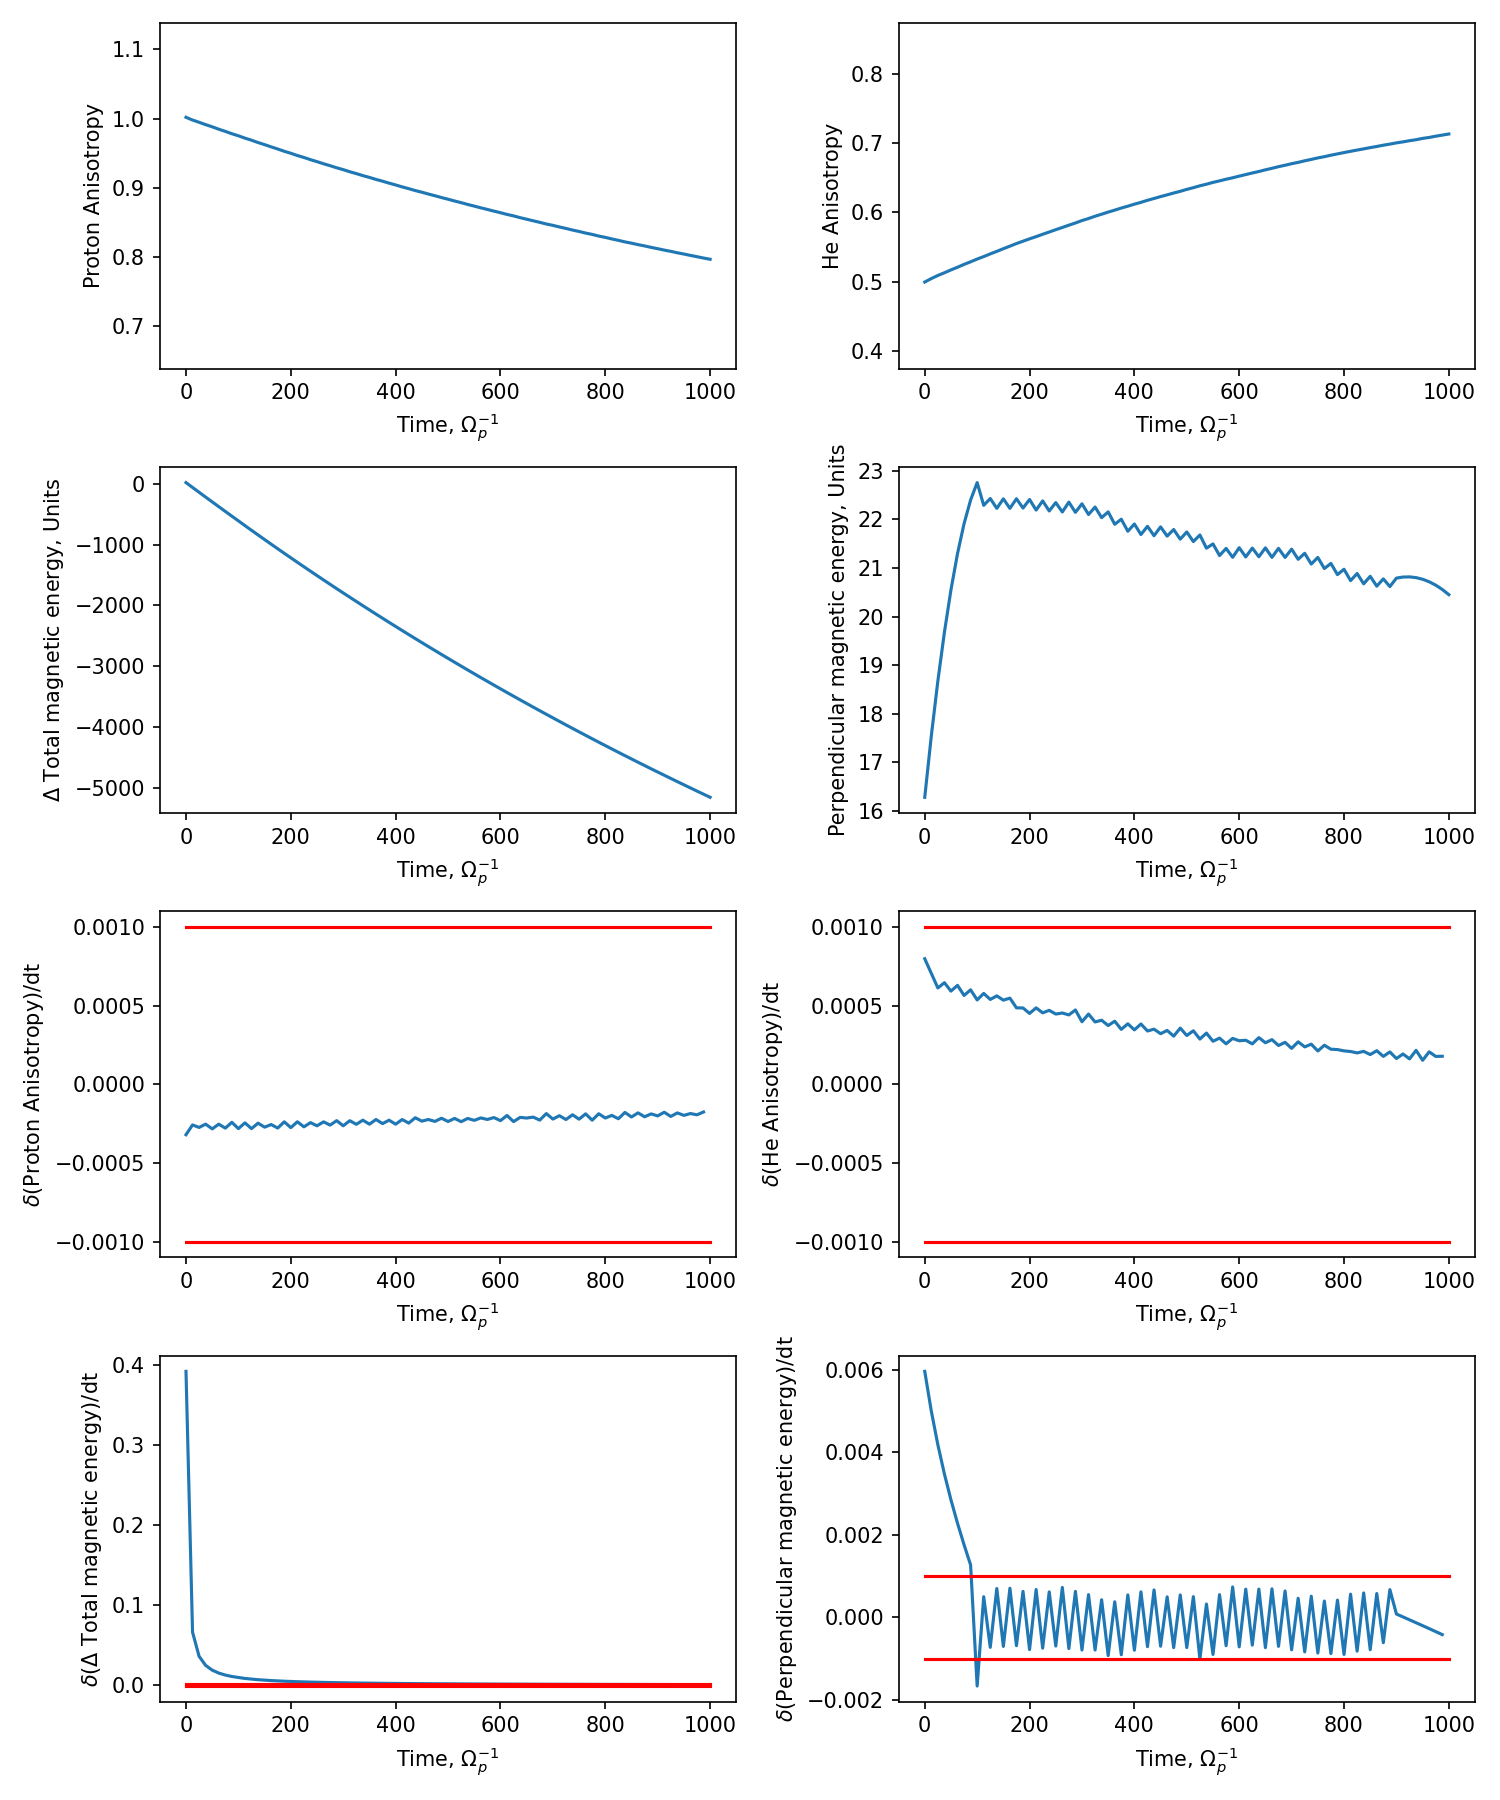 Proton Anisotropy
1.1
1.0
0.9
0.8
0.7
0 200 400 600 800 1000
Time, Ω_p^{−1}
He Anisotropy
0.8
0.7
0.6
0.5
0.4
0 200 400 600 800 1000
Time, Ω_p^{−1}
Δ Total magnetic energy, Units
0
−1000
−2000
−3000
−4000
−5000
0 200 400 600 800 1000
Time, Ω_p^{−1}
Perpendicular magnetic energy, Units
23
22
21
20
19
18
17
16
0 200 400 600 800 1000
Time, Ω_p^{−1}
δ(Proton Anisotropy)/dt
0.0010
0.0005
0.0000
−0.0005
−0.0010
0 200 400 600 800 1000
Time, Ω_p^{−1}
δ(He Anisotropy)/dt
0.0010
0.0005
0.0000
−0.0005
−0.0010
0 200 400 600 800 1000
Time, Ω_p^{−1}
δ(Δ Total magnetic energy)/dt
0.4
0.3
0.2
0.1
0.0
0 200 400 600 800 1000
Time, Ω_p^{−1}
δ(Perpendicular magnetic energy)/dt
0.006
0.004
0.002
0.000
−0.002
0 200 400 600 800 1000
Time, Ω_p^{−1}